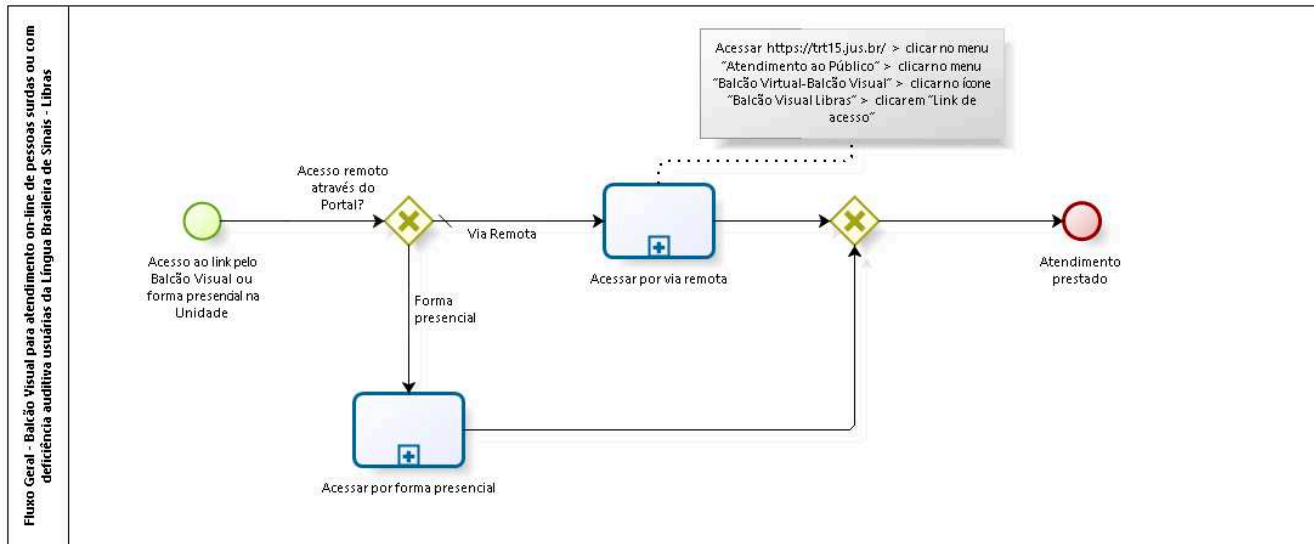 Fluxo Geral - Balcão Visual para atendimento on-line de pessoas surdas ou com
deficiência auditiva usuárias da Língua Brasileira de Sinais - Libras
Acessar https://trt15.jus.br/ > clicar no menu
"Atendimento ao Público" > clicar no menu
"Balcão Virtual-Balcão Visual" > clicar no ícone
"Balcão Visual Libras" > clicar em "Link de
acesso"
Acesso remoto
através do
Portal?
Via Remota
Acesso ao link pelo
Balcão Visual ou
forma presencial na
Unidade
Acessar por via remota
Atendimento
prestado
Forma
presencial
Acessar por forma presencial